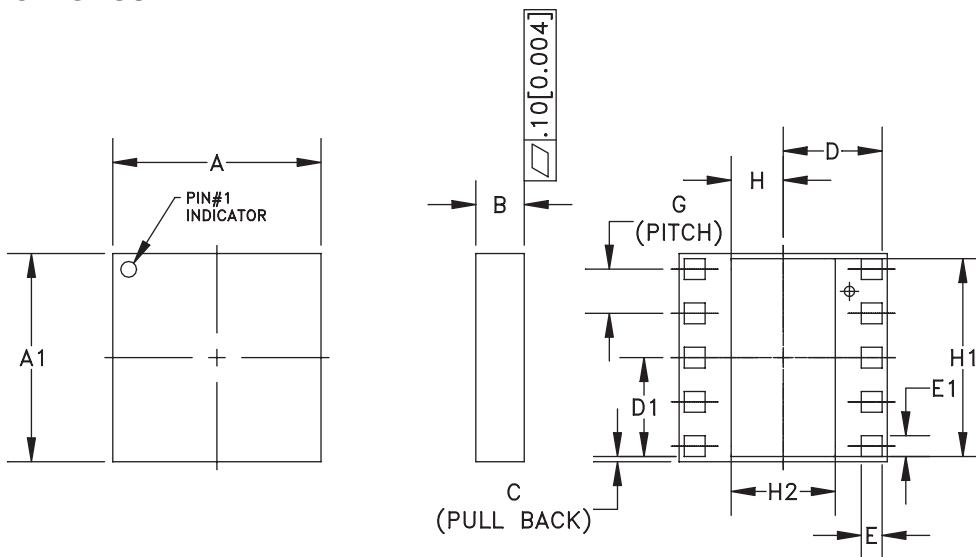 .10[0.004]
A
PIN#1
INDICATOR
B
D
H
G
(PITCH)
A1
D1
H1
E1
C
(PULL BACK)
H2
E